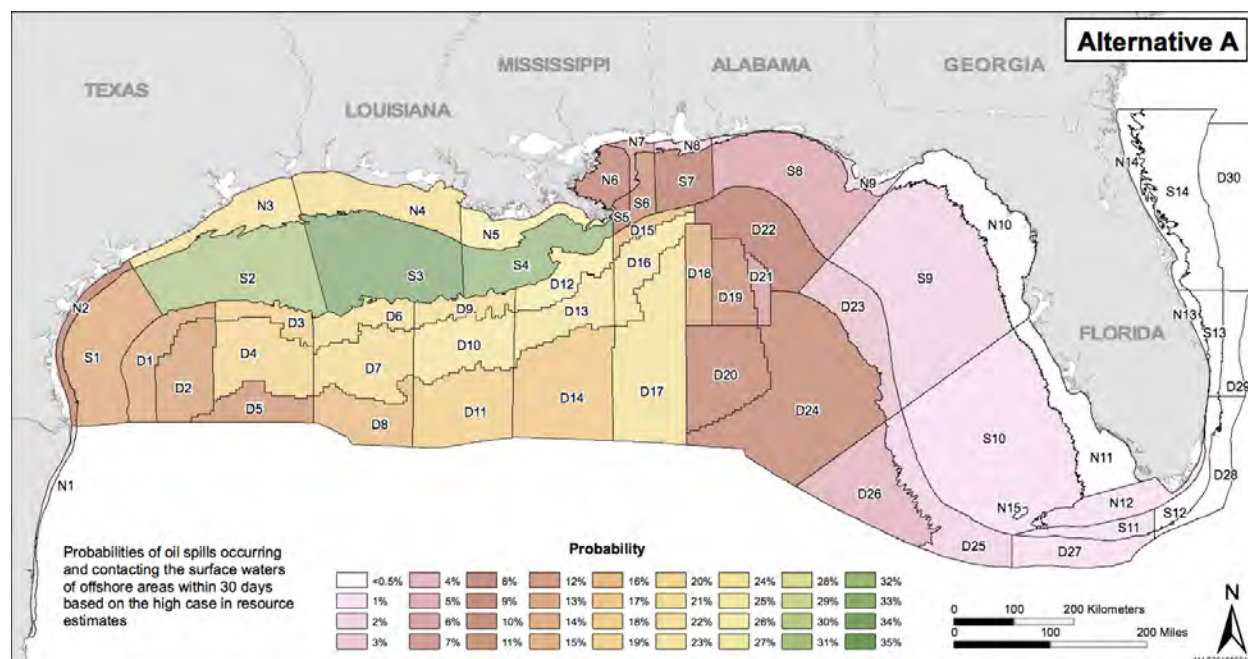 Alternative A
MISSISSIPPI
ALABAMA
GEORGIA
TEXAS
LOUISIANA
N7
N8
N14
D30
N6
S7
S8
N9
S14
N3
S6
N4
N10
S5
N5
D15
D22
S2
S3
S4
D16
S9
D12
D18
D21
N2
D9
D19
D23
N13
S13
D3
D6
D13
FLORIDA
S1
D1
D4
D10
D2
D7
D20
D17
D29
D5
D14
D24
D11
D8
S10
N11
D28
N1
D26
N15
N12
S12
S11
D25
D27
Probabilities of oil spills occurring
and contacting the surface waters
of offshore areas within 30 days
based on the high case in resource
estimates
Probability
<0.5% 4% 8% 12% 16% 20% 24% 28% 32%
1% 5% 9% 13% 17% 21% 25% 29% 33%
2% 6% 10% 14% 18% 22% 26% 30% 34%
3% 7% 11% 15% 19% 23% 27% 31% 35%
0 100 200 Kilometers
0 100 200 Miles
N